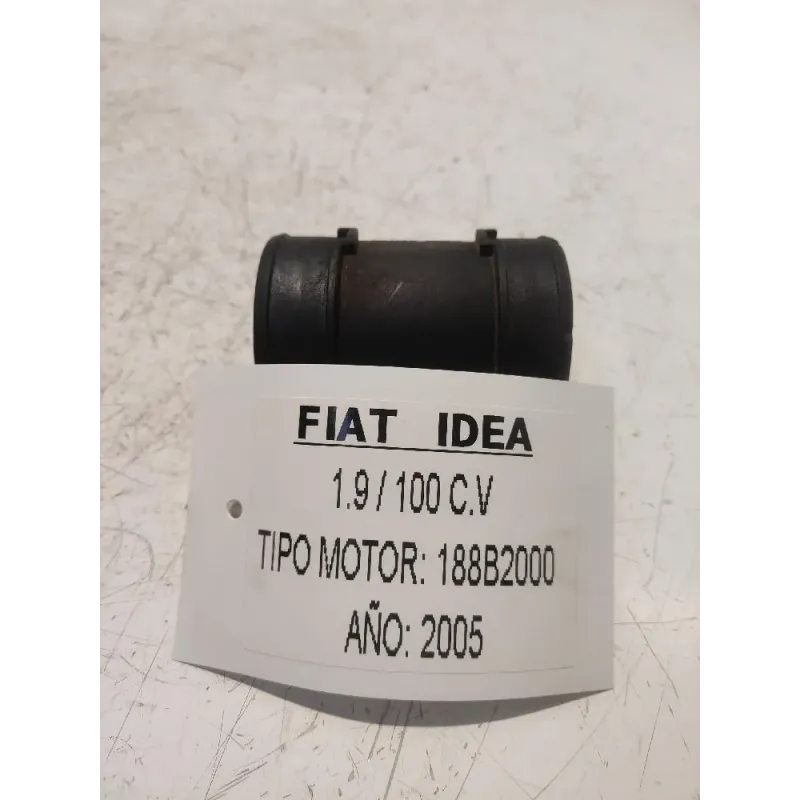 FIAT IDEA
1.9 / 100 C.V
TIPO MOTOR: 188B2000
AÑO: 2005